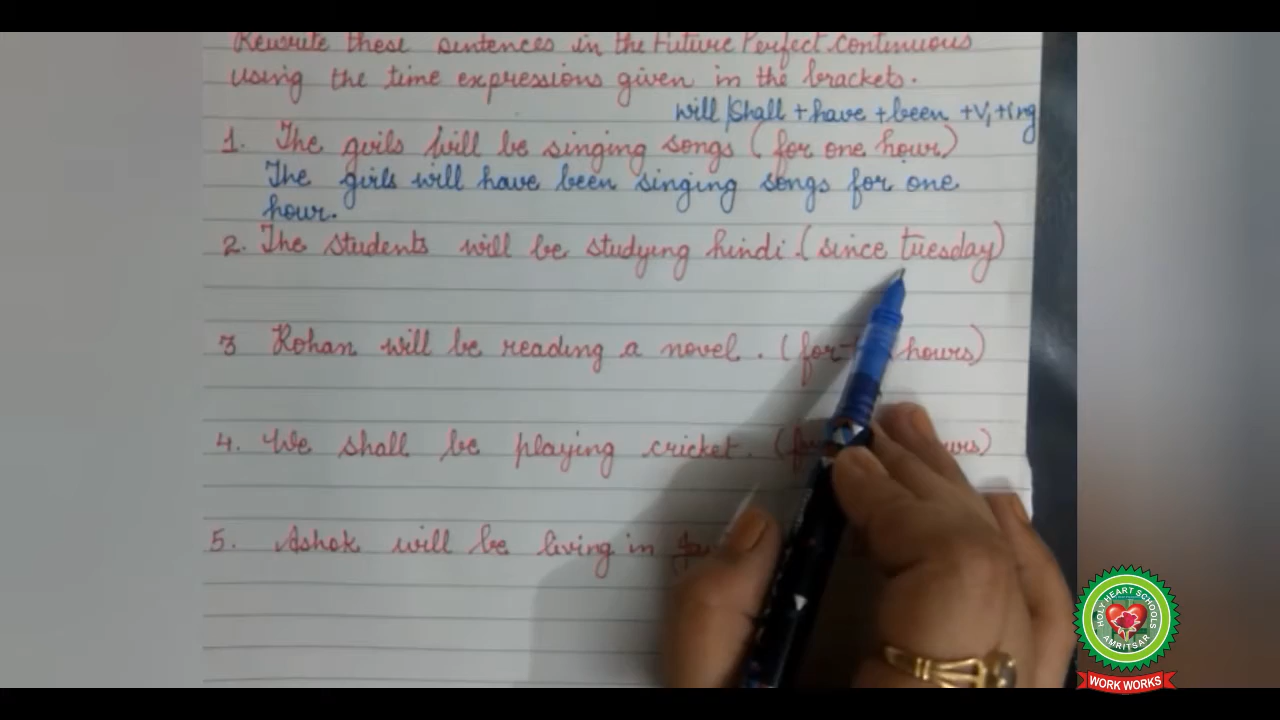 Rewrite these sentences in the Future Perfect Continuous
using the time expressions given in the brackets.
will/Shall + have + been + V1 + ing
1. The girls will be singing songs (for one hour)
The girls will have been singing songs for one
hour.
2. The students will be studying hindi. (since tuesday)
3 Rohan will be reading a novel. (for hours)
4. We shall be playing cricket.
5. Ashok will be living in
HOLY HEART SCHOOLS
AMRITSAR
WORK WORKS